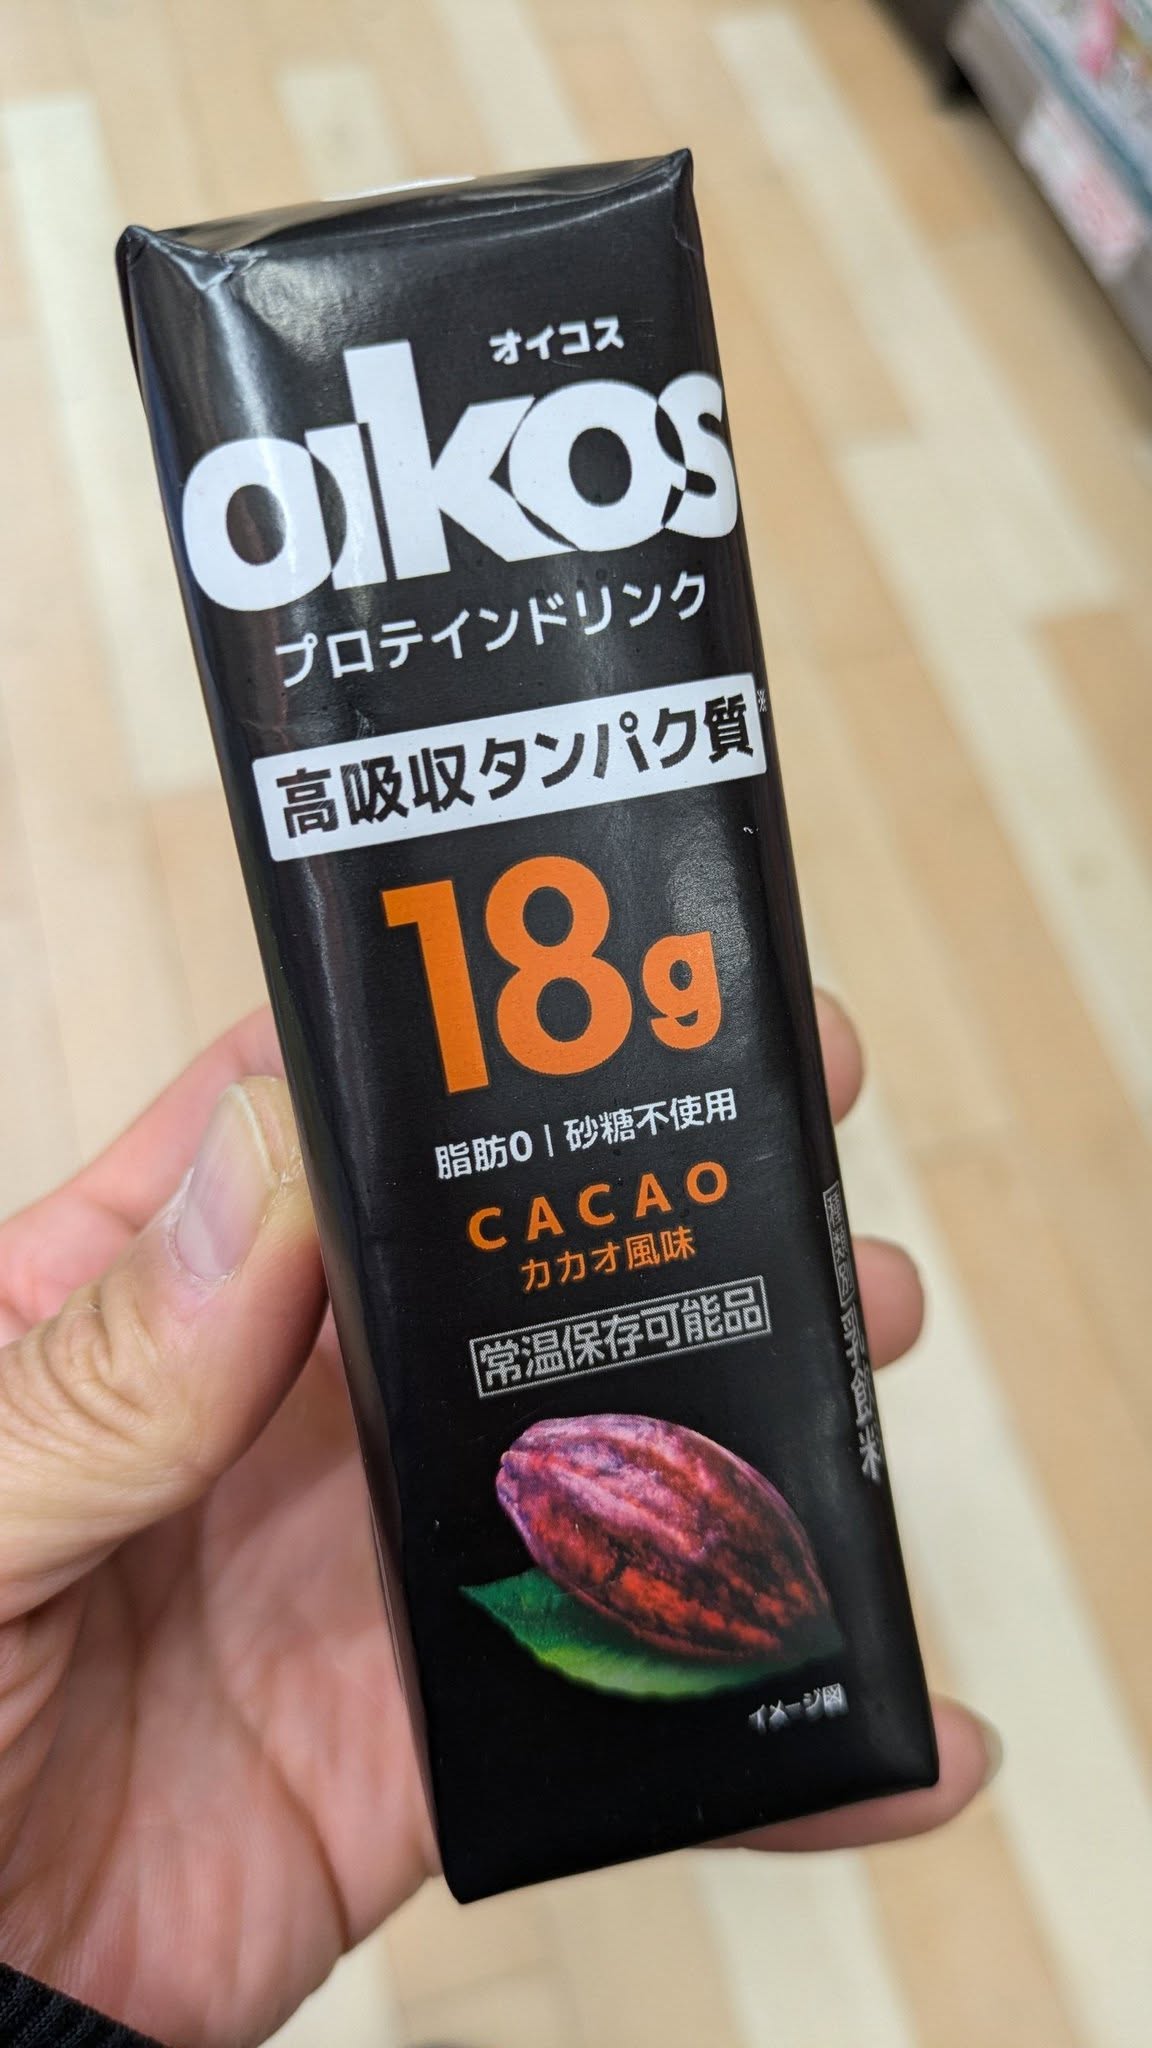 オイコス
oikos
プロテインドリンク
高吸収タンパク質※
18g
脂肪0｜砂糖不使用
CACAO
カカオ風味
常温保存可能品
イメージ図